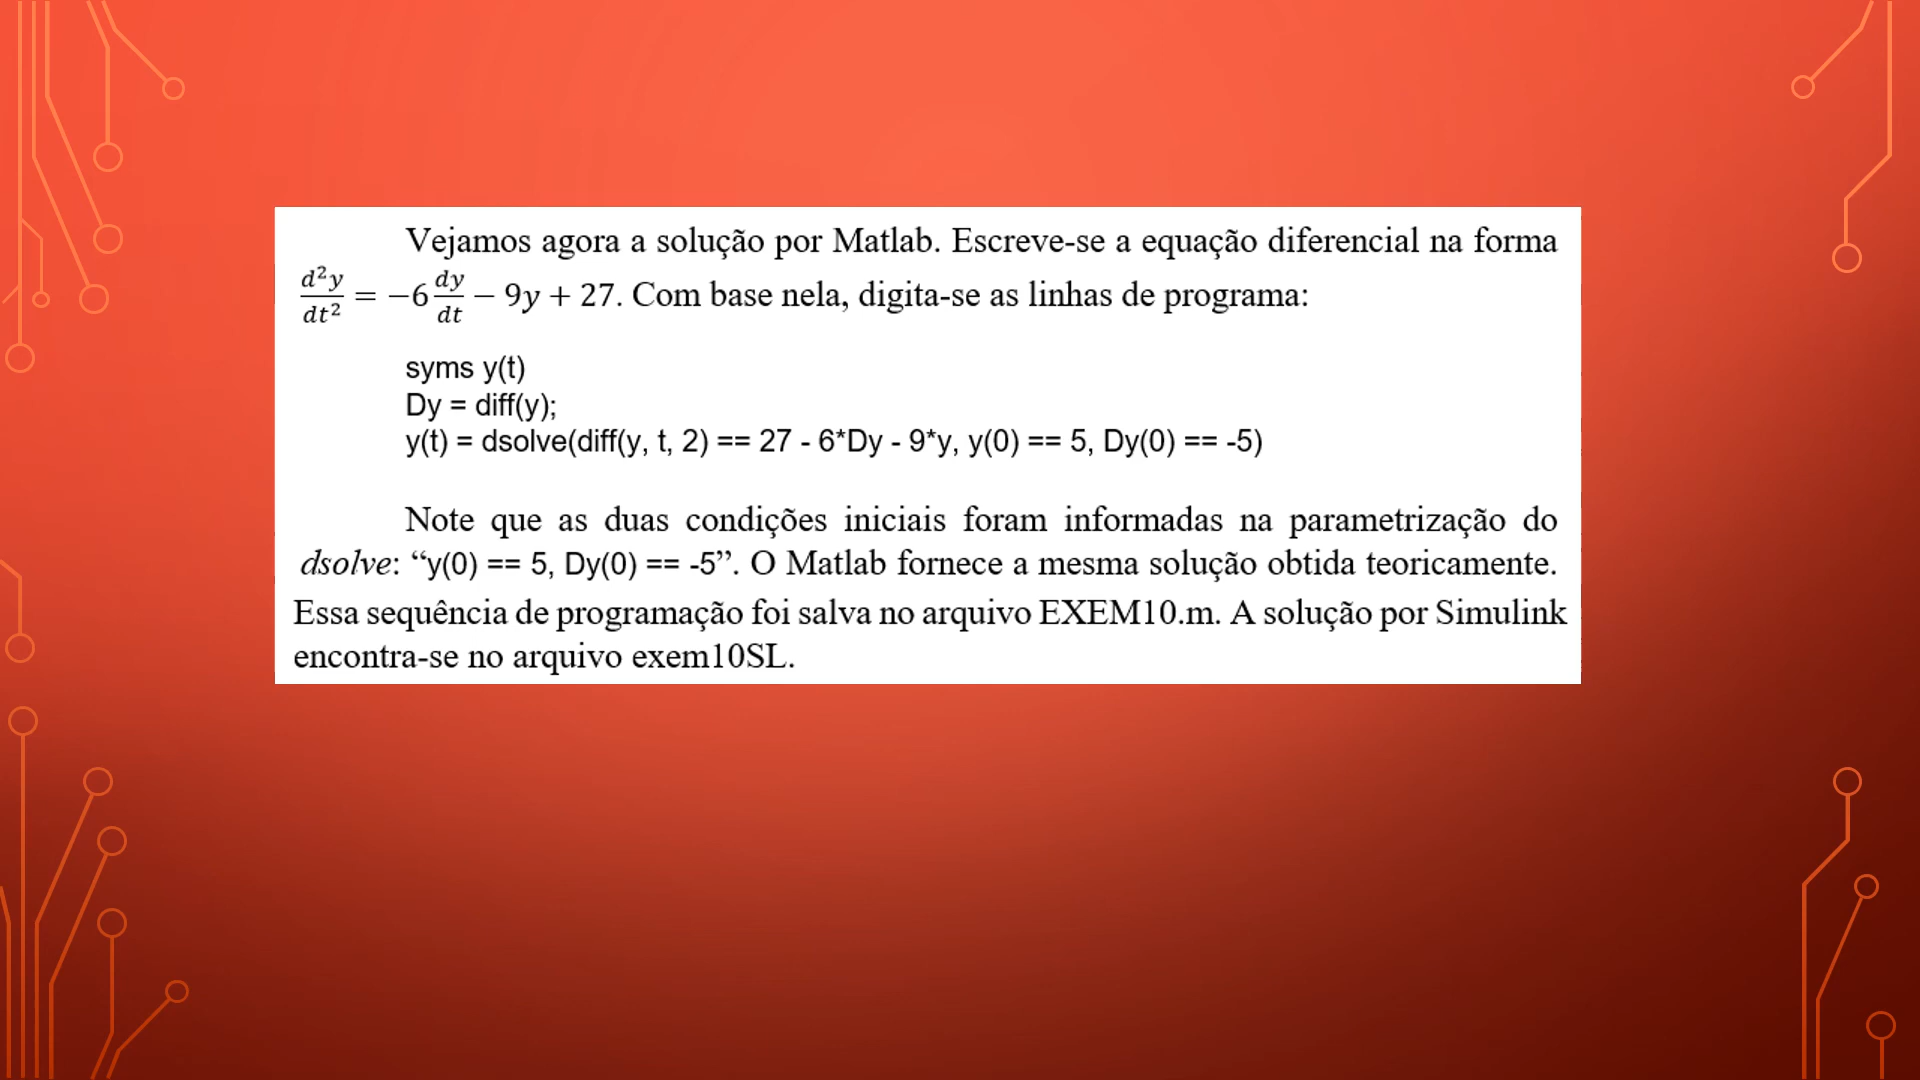 Vejamos agora a solução por Matlab. Escreve-se a equação diferencial na forma
d²y/dt² = −6 dy/dt − 9y + 27. Com base nela, digita-se as linhas de programa:
syms y(t)
Dy = diff(y);
y(t) = dsolve(diff(y, t, 2) == 27 - 6*Dy - 9*y, y(0) == 5, Dy(0) == -5)
Note que as duas condições iniciais foram informadas na parametrização do
dsolve: “y(0) == 5, Dy(0) == -5”. O Matlab fornece a mesma solução obtida teoricamente.
Essa sequência de programação foi salva no arquivo EXEM10.m. A solução por Simulink
encontra-se no arquivo exem10SL.